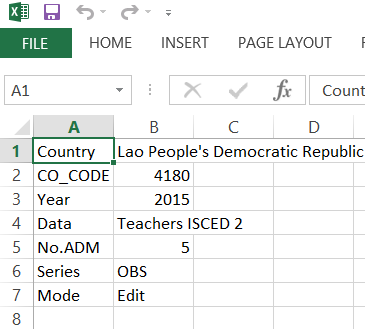 FILE HOME INSERT PAGE LAYOUT F
A1 fx Count
A B C D
1 Country Lao People's Democratic Republic
2 CO_CODE 4180
3 Year 2015
4 Data Teachers ISCED 2
5 No.ADM 5
6 Series OBS
7 Mode Edit
8